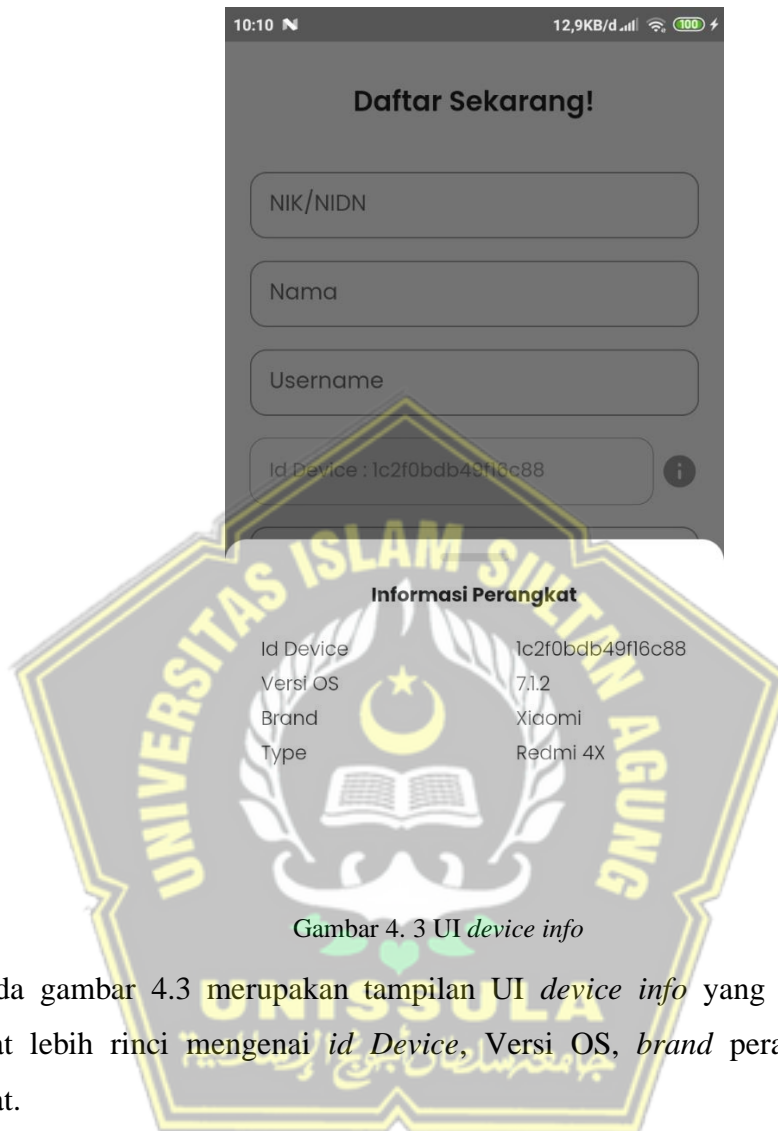 10:10 12,9KB/d 100
Daftar Sekarang!
NIK/NIDN
Nama
Username
Id Device : 1c2f0bdb49f16c88
Informasi Perangkat
Id Device 1c2f0bdb49f16c88
Versi OS 7.1.2
Brand Xiaomi
Type Redmi 4X
UNIVERSITAS ISLAM SULTAN AGUNG
Gambar 4. 3 UI device info
da gambar 4.3 merupakan tampilan UI device info yang
at lebih rinci mengenai id Device, Versi OS, brand pera
at.
UNISSULA